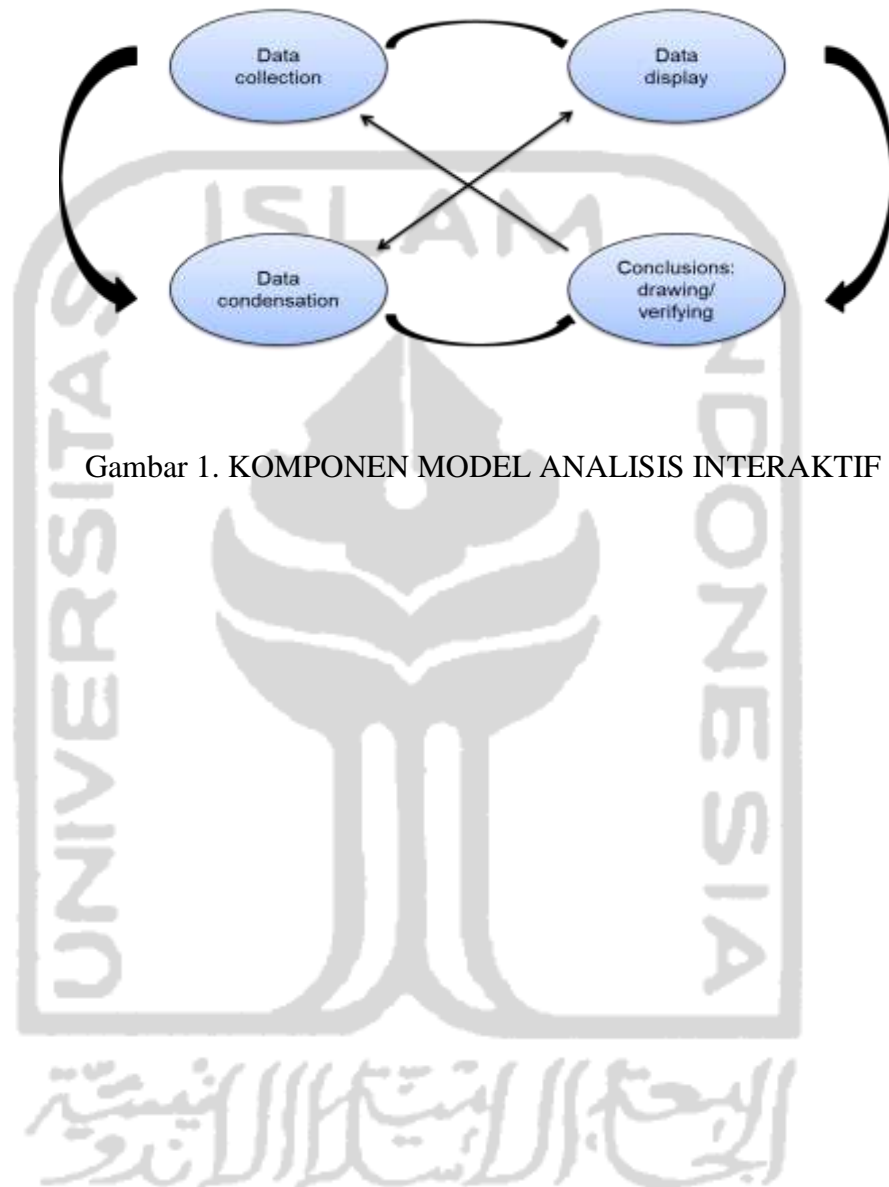 Data
collection
Data
display
ISLAM
Data
condensation
Conclusions:
drawing/
verifying
Gambar 1. KOMPONEN MODEL ANALISIS INTERAKTIF
UNIVERSITAS
INDONESIA